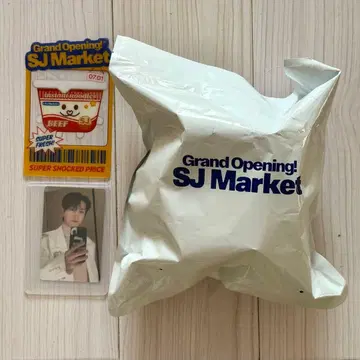 Grand Opening!
SJ Market
07:01
BEEF
SUPER
FRESH!
SUPER SHOCKED PRICE
Grand Opening!
SJ Market